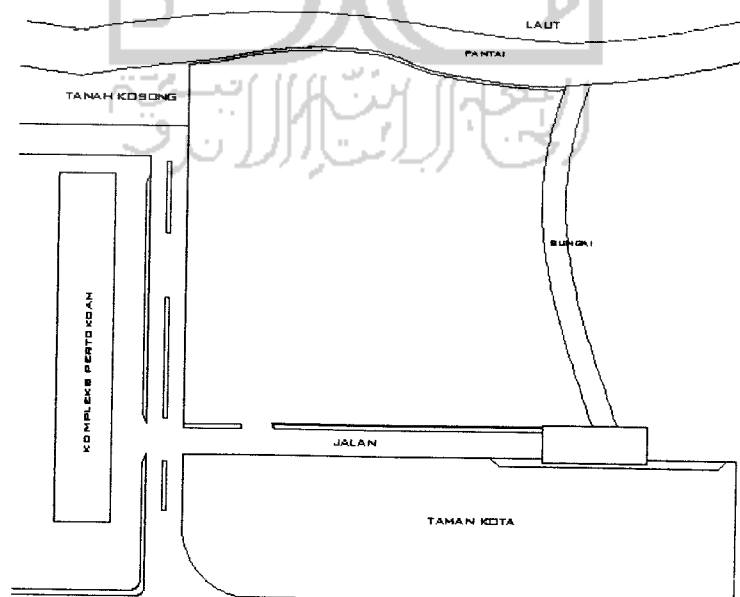 LAUT
PANTAI
TANAH KOSONG
SUNGAI
KOMPLEKS PERTOKOAN
JALAN
TAMAN KOTA